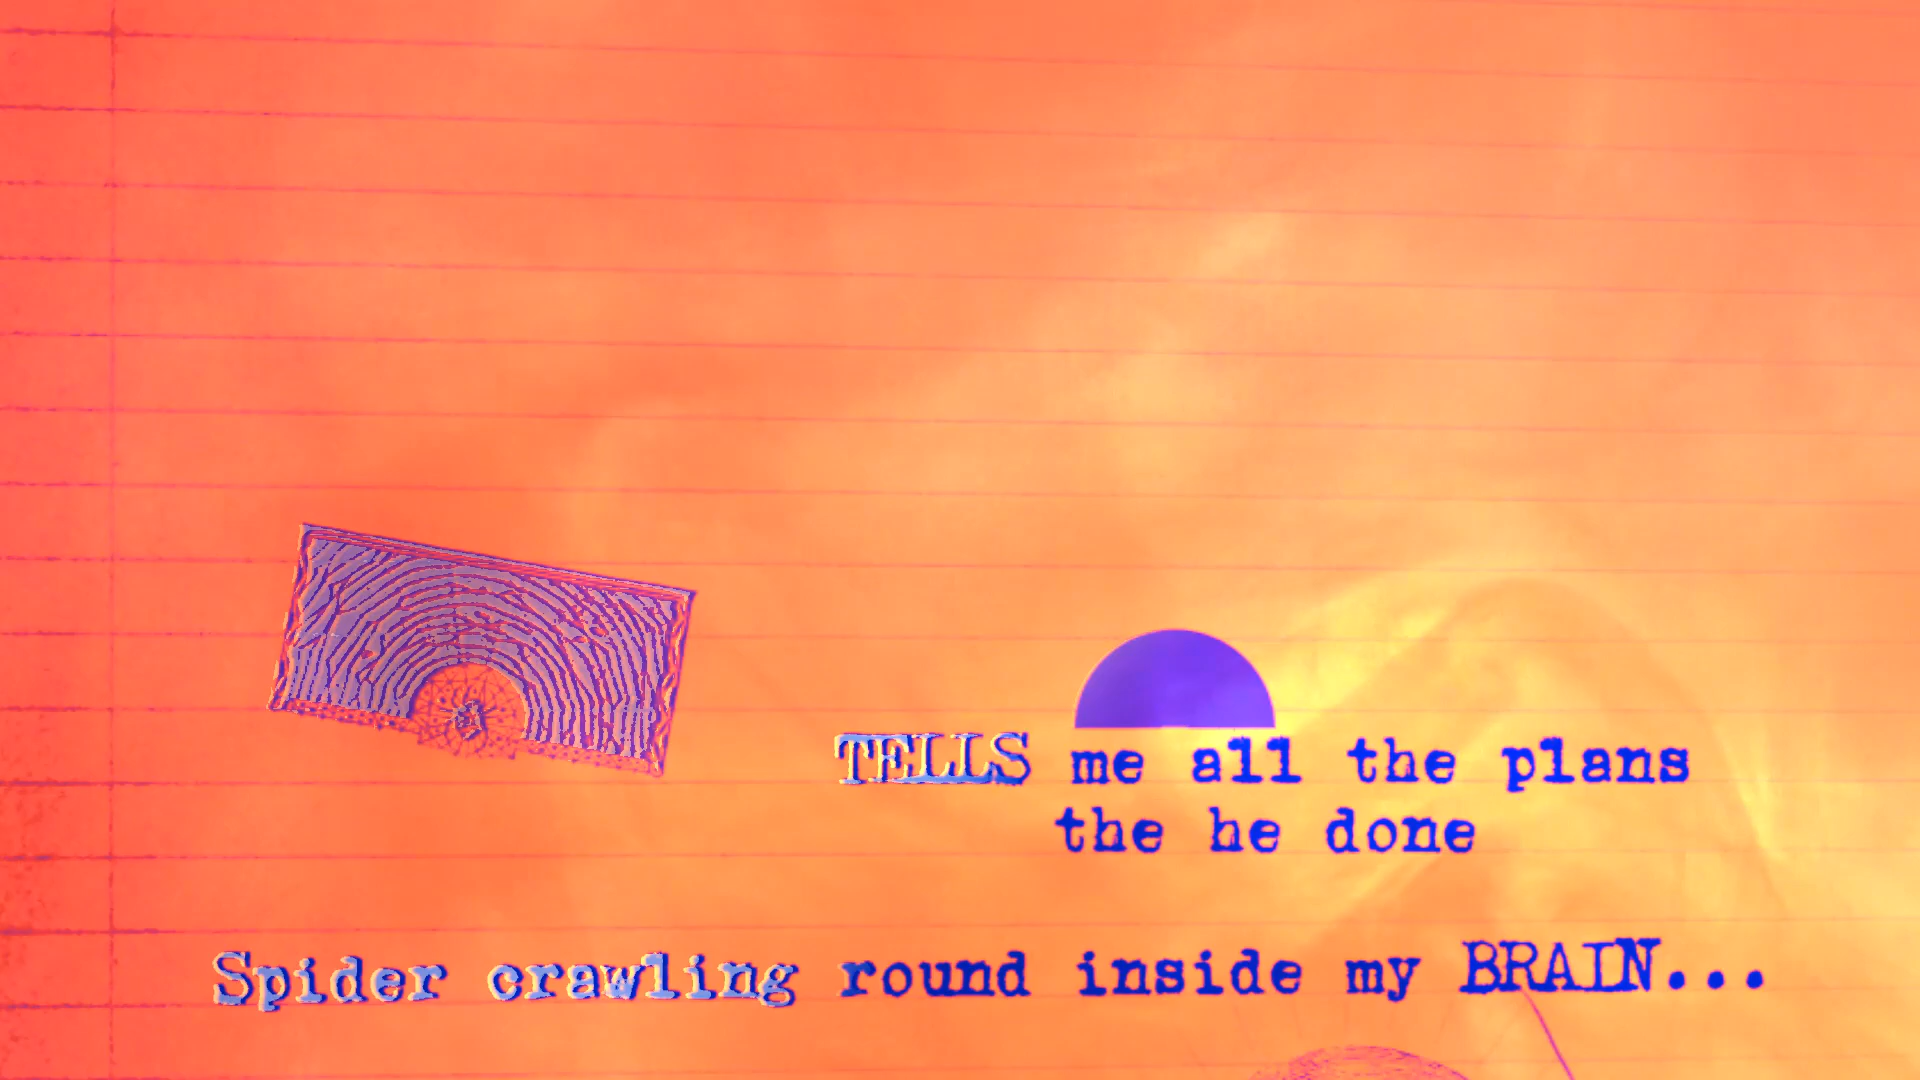 TELLS me all the plans
the he done
Spider crawling round inside my BRAIN...